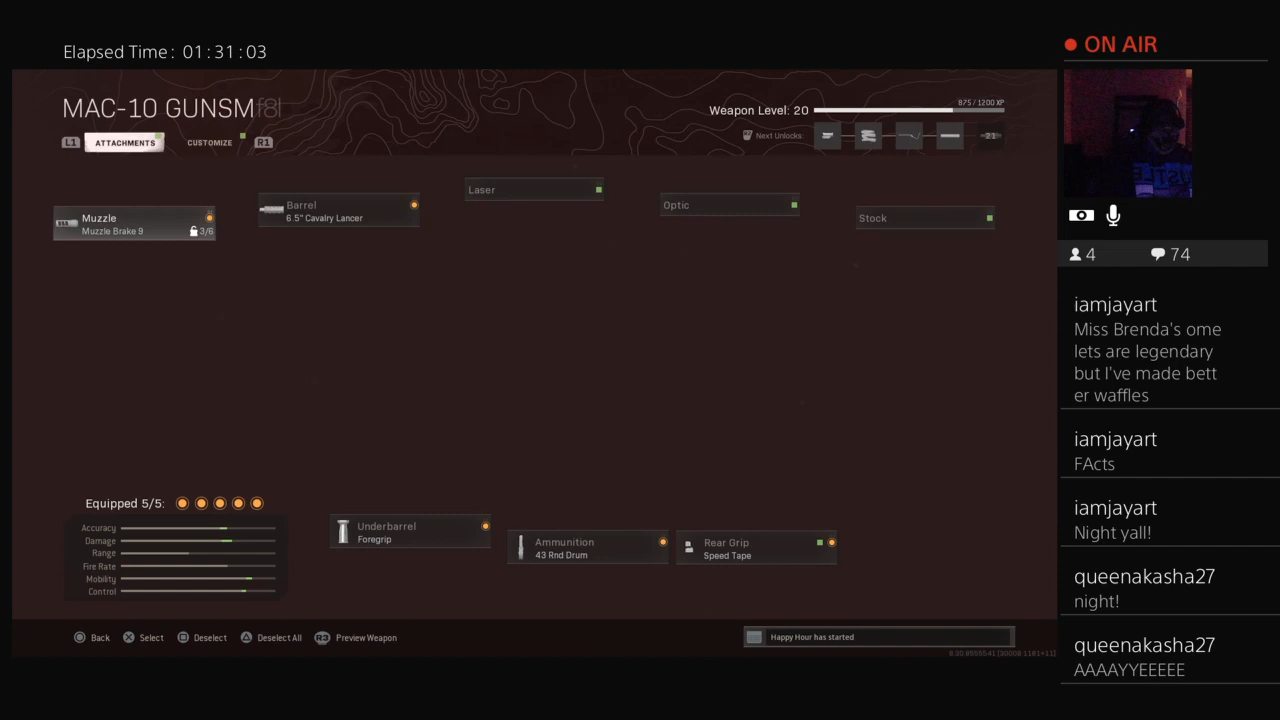 Elapsed Time: 01:31:03
ON AIR
MAC-10 GUNSM
Weapon Level: 20
875 / 1200 XP
L1 ATTACHMENTS CUSTOMIZE R1
Next Unlocks:
21
Muzzle
Muzzle Brake 9
3/6
Barrel
6.5" Cavalry Lancer
Laser
Optic
Stock
4 74
iamjayart
Miss Brenda's ome
lets are legendary
but I've made bett
er waffles
iamjayart
FActs
iamjayart
Night yall!
queenakasha27
night!
queenakasha27
AAAAYYEEEEE
Equipped 5/5:
Accuracy
Damage
Range
Fire Rate
Mobility
Control
Underbarrel
Foregrip
Ammunition
43 Rnd Drum
Rear Grip
Speed Tape
Back Select Deselect Deselect All R3 Preview Weapon
Happy Hour has started